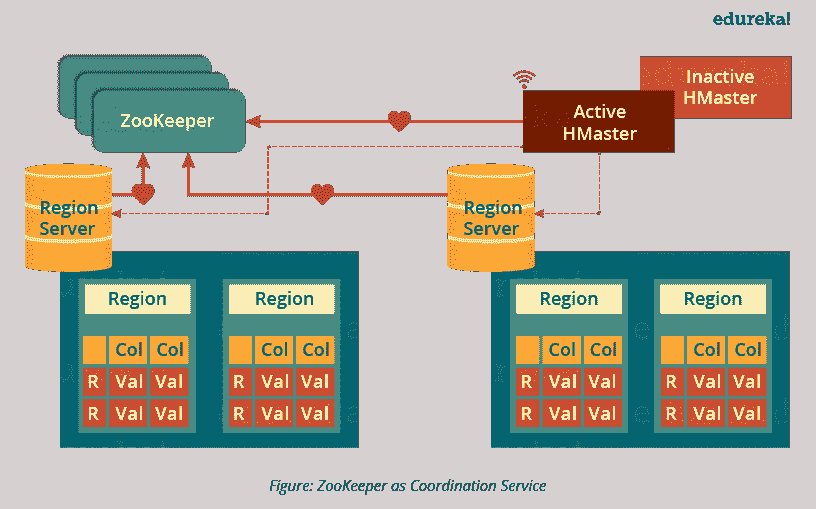 edureka!
ZooKeeper
Active
HMaster
Inactive
HMaster
Region
Server
Region
Server
Region
Region
Col Col
Col Col
R Val Val
R Val Val
R Val Val
R Val Val
Region
Region
Col Col
Col Col
R Val Val
R Val Val
R Val Val
R Val Val
Figure: ZooKeeper as Coordination Service